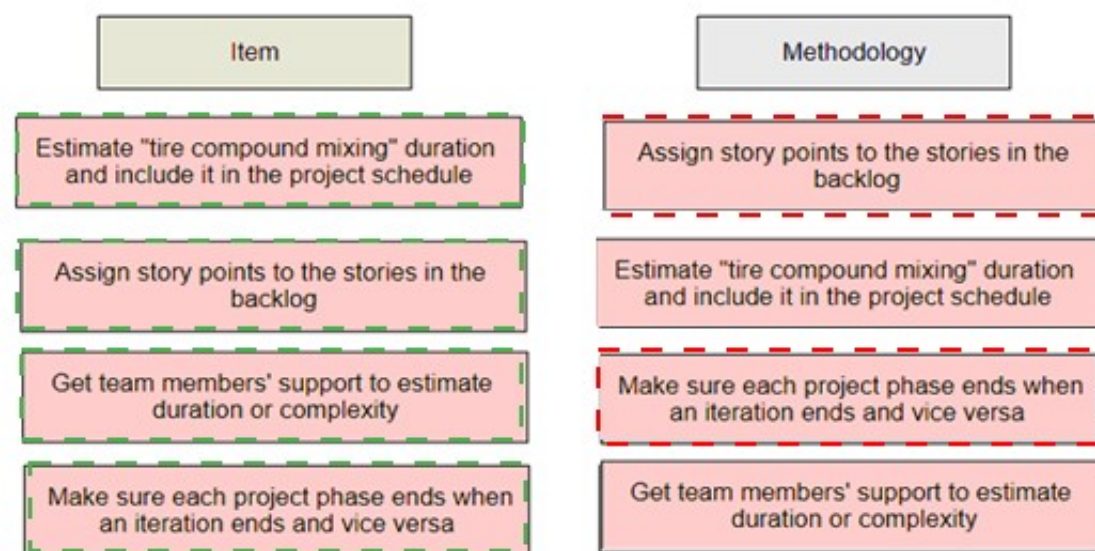 Item
Methodology
Estimate "tire compound mixing" duration
and include it in the project schedule
Assign story points to the stories in the
backlog
Assign story points to the stories in the
backlog
Estimate "tire compound mixing" duration
and include it in the project schedule
Get team members' support to estimate
duration or complexity
Make sure each project phase ends when
an iteration ends and vice versa
Make sure each project phase ends when
an iteration ends and vice versa
Get team members' support to estimate
duration or complexity